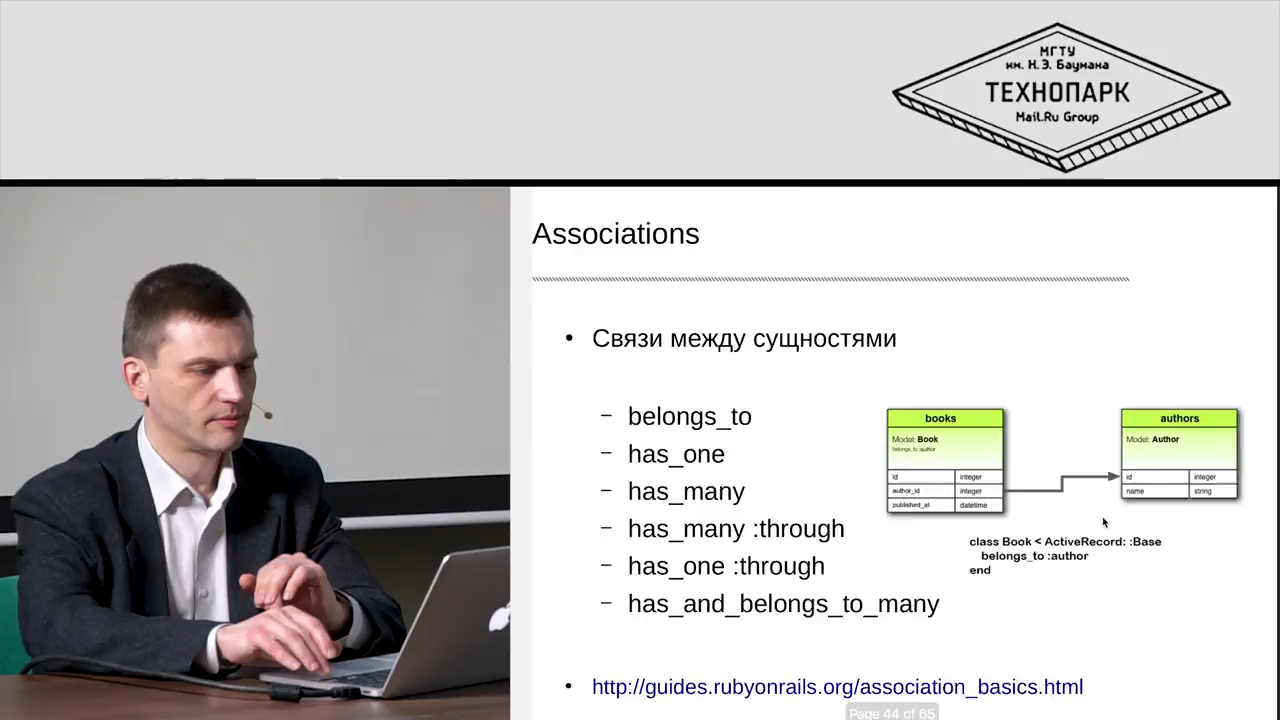 МГТУ
им. Н.Э. Баумана
ТЕХНОПАРК
Mail.Ru Group
Associations
• Связи между сущностями
– belongs_to
– has_one
– has_many
– has_many :through
– has_one :through
– has_and_belongs_to_many
books
Model: Book
belongs_to :author
id integer
author_id integer
published_at datetime
authors
Model: Author
id integer
name string
class Book < ActiveRecord: :Base
belongs_to :author
end
• http://guides.rubyonrails.org/association_basics.html
Page 44 of 65